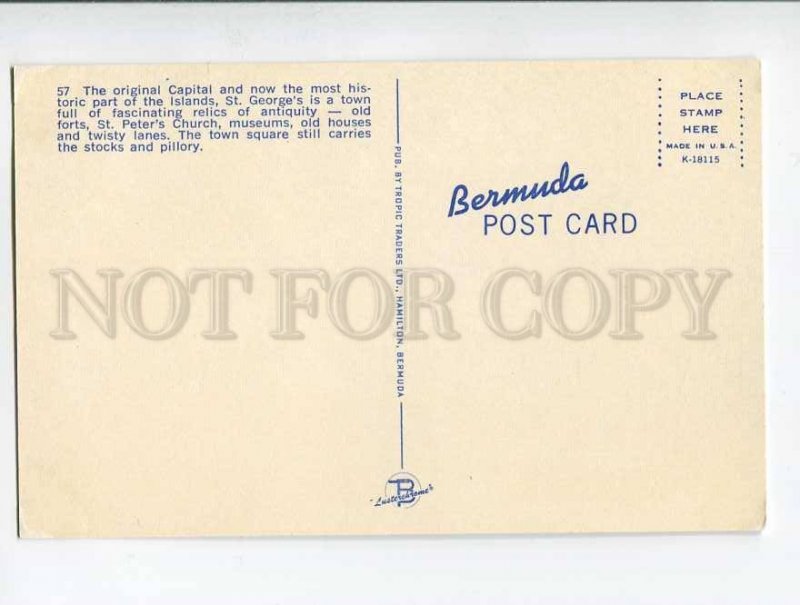 57 The original Capital and now the most his-
toric part of the Islands, St. George's is a town
full of fascinating relics of antiquity — old
forts, St. Peter's Church, museums, old houses
and twisty lanes. The town square still carries
the stocks and pillory.
PUB. BY TROPIC TRADERS LTD., HAMILTON, BERMUDA
PLACE
STAMP
HERE
MADE IN U.S.A.
K-18115
Bermuda
POST CARD
NOT FOR COPY
"Lusterchrome"